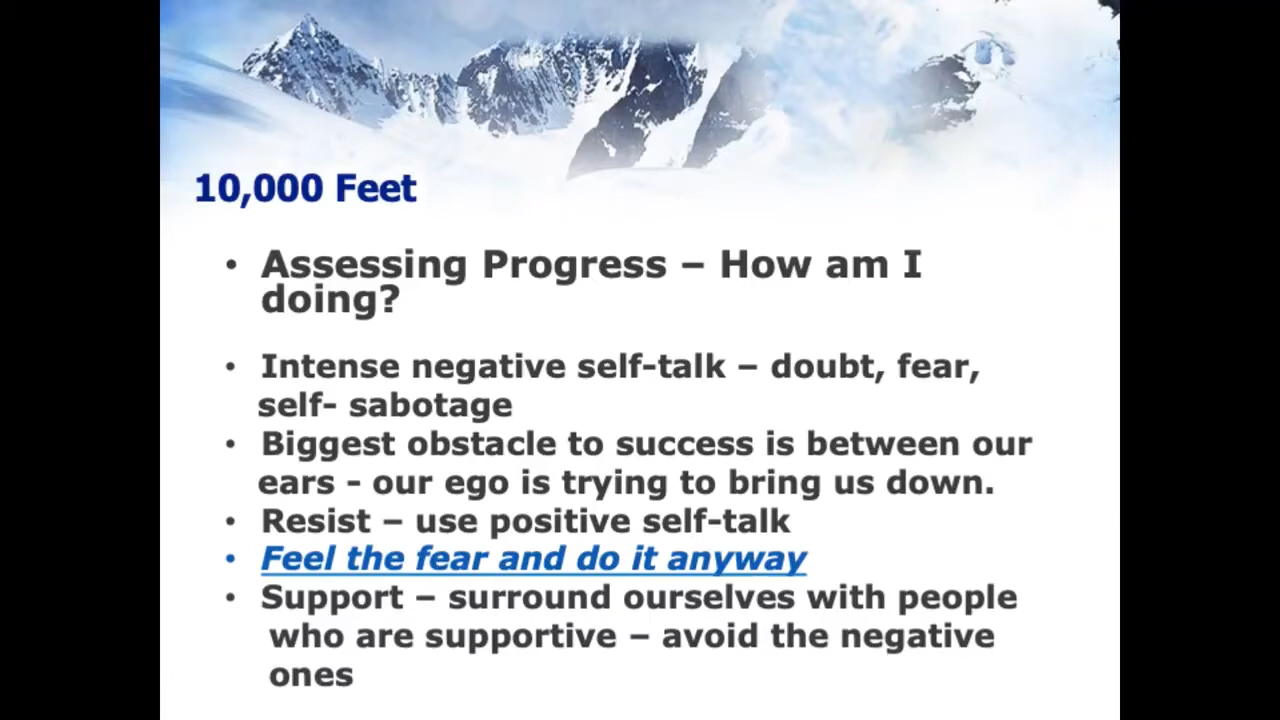 10,000 Feet
• Assessing Progress – How am I
doing?
• Intense negative self-talk – doubt, fear,
self- sabotage
• Biggest obstacle to success is between our
ears - our ego is trying to bring us down.
• Resist – use positive self-talk
• Feel the fear and do it anyway
• Support – surround ourselves with people
who are supportive – avoid the negative
ones